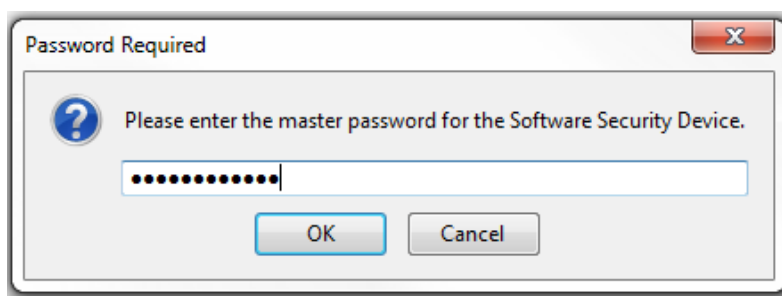 Password Required
Please enter the master password for the Software Security Device.
••••••••••••
OK Cancel